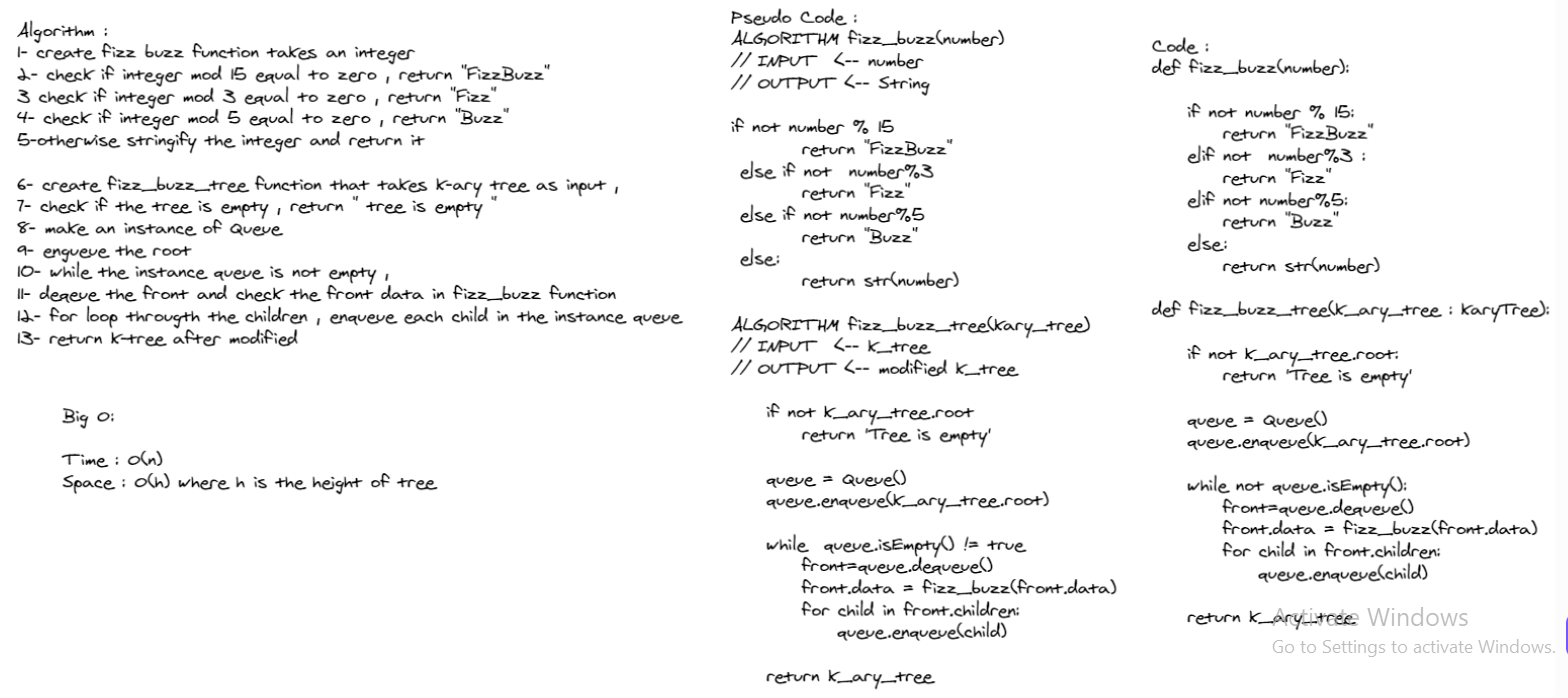 Algorithm :
1- create fizz buzz function takes an integer
2- check if integer mod 15 equal to zero , return "FizzBuzz"
3 check if integer mod 3 equal to zero , return "Fizz"
4- check if integer mod 5 equal to zero , return "Buzz"
5-otherwise stringify the integer and return it
6- create fizz_buzz_tree function that takes k-ary tree as input ,
7- check if the tree is empty , return " tree is empty "
8- make an instance of Queue
9- enqueue the root
10- while the instance queue is not empty ,
11- deqeue the front and check the front data in fizz_buzz function
12- for loop througth the children , enqueue each child in the instance queue
13- return k-tree after modified
Big O:
Time : O(n)
Space : O(h) where h is the height of tree
Pseudo Code :
ALGORITHM fizz_buzz(number)
// INPUT <-- number
// OUTPUT <-- String
if not number % 15
return "FizzBuzz"
else if not number%3
return "Fizz"
else if not number%5
return "Buzz"
else:
return str(number)
ALGORITHM fizz_buzz_tree(kary_tree)
// INPUT <-- k_tree
// OUTPUT <-- modified k_tree
if not k_ary_tree.root
return 'Tree is empty'
queue = Queue()
queue.enqueue(k_ary_tree.root)
while queue.isEmpty() != true
front=queue.dequeue()
front.data = fizz_buzz(front.data)
for child in front.children:
queue.enqueue(child)
return k_ary_tree
Code :
def fizz_buzz(number):
if not number % 15:
return "FizzBuzz"
elif not number%3 :
return "Fizz"
elif not number%5:
return "Buzz"
else:
return str(number)
def fizz_buzz_tree(k_ary_tree : KaryTree):
if not k_ary_tree.root:
return 'Tree is empty'
queue = Queue()
queue.enqueue(k_ary_tree.root)
while not queue.isEmpty():
front=queue.dequeue()
front.data = fizz_buzz(front.data)
for child in front.children:
queue.enqueue(child)
return k_ary_tree
Activate Windows
Go to Settings to activate Windows.